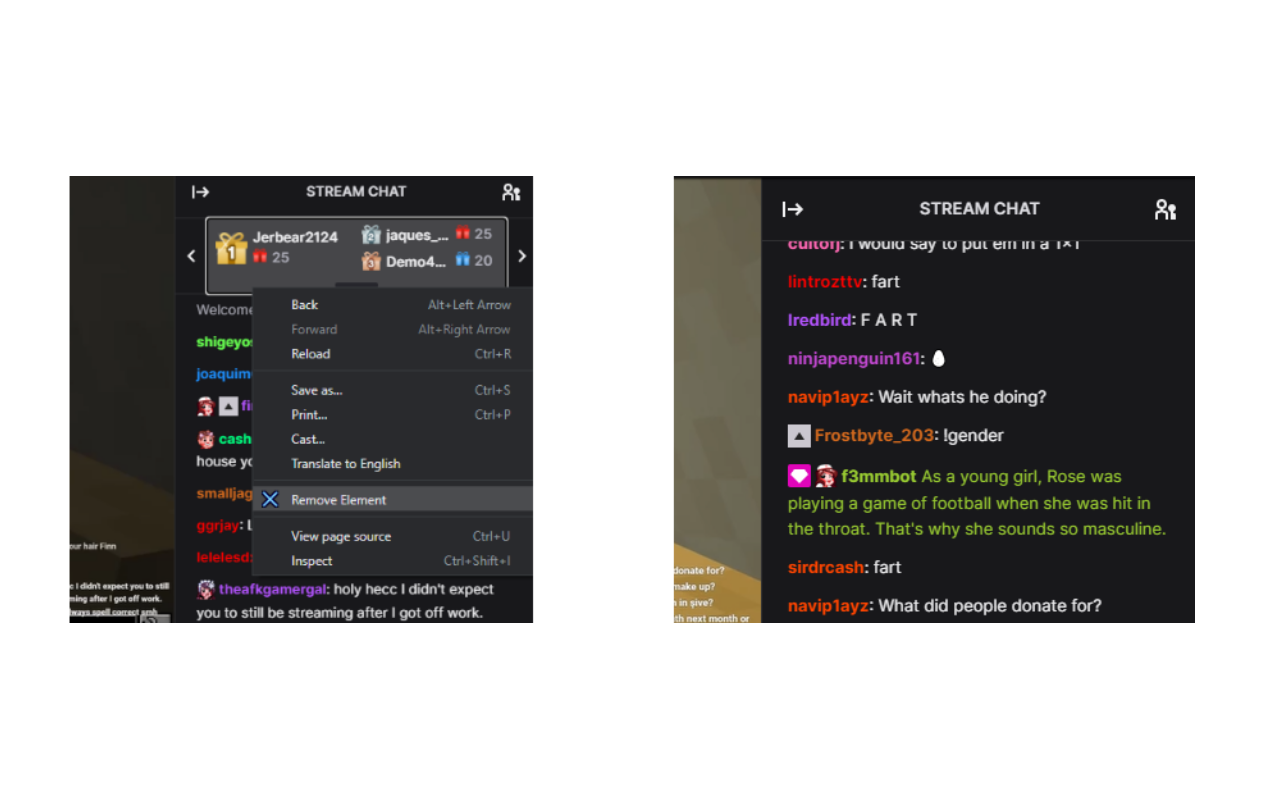 STREAM CHAT
1 Jerbear2124
25
2 jaques_... 25
3 Demo4... 20
Welcome
shigeyo
joaquim
fi
cash
house yo
smalljag
ggrjay: L
lelelesd
theafkgamergal: holy hecc I didn't expect
you to still be streaming after I got off work.
Back Alt+Left Arrow
Forward Alt+Right Arrow
Reload Ctrl+R
Save as... Ctrl+S
Print... Ctrl+P
Cast...
Translate to English
Remove Element
View page source Ctrl+U
Inspect Ctrl+Shift+I
our hair Finn
c I didn't expect you to still
ming after I got off work.
lways spell correct smh
STREAM CHAT
cultofj: I would say to put em in a 1×1
lintrozttv: fart
lredbird: F A R T
ninjapenguin161:
navip1ayz: Wait whats he doing?
Frostbyte_203: !gender
f3mmbot As a young girl, Rose was
playing a game of football when she was hit in
the throat. That's why she sounds so masculine.
sirdrcash: fart
navip1ayz: What did people donate for?
donate for?
make up?
in give?
th next month or